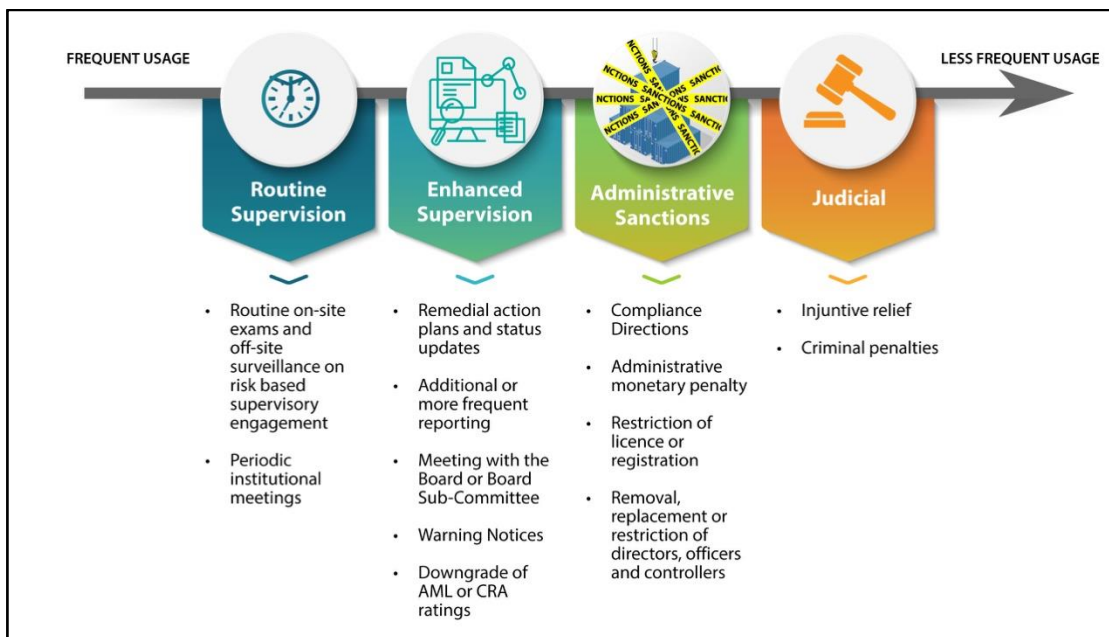 FREQUENT USAGE
LESS FREQUENT USAGE
NCTIONS
SANCTIONS
SANCTI
Routine
Supervision
Enhanced
Supervision
Administrative
Sanctions
Judicial
• Routine on-site
exams and
off-site
surveillance on
risk based
supervisory
engagement
• Periodic
institutional
meetings
• Remedial action
plans and status
updates
• Additional or
more frequent
reporting
• Meeting with the
Board or Board
Sub-Committee
• Warning Notices
• Downgrade of
AML or CRA
ratings
• Compliance
Directions
• Administrative
monetary penalty
• Restriction of
licence or
registration
• Removal,
replacement or
restriction of
directors, officers
and controllers
• Injuntive relief
• Criminal penalties